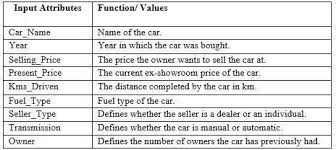 Input Attributes Function/ Values
Car_Name Name of the car.
Year Year in which the car was bought.
Selling_Price The price the owner wants to sell the car at.
Present_Price The current ex-showroom price of the car.
Kms_Driven The distance completed by the car in km.
Fuel_Type Fuel type of the car.
Seller_Type Defines whether the seller is a dealer or an individual.
Transmission Defines whether the car is manual or automatic.
Owner Defines the number of owners the car has previously had.